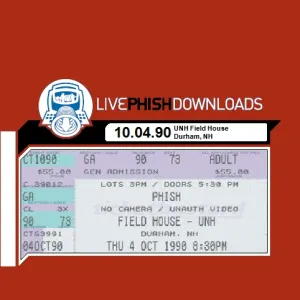 LIVEPHISHDOWNLOADS
10.04.90 UNH Field House
Durham, NH
CT1090 GA 90 73 ADULT
$55.00 GEN ADMISSION $55.00
C 39012 LOTS 3PM / DOORS 5:30 PM
GA PHISH
CL 3X NO CAMERA / UNAUTH VIDEO
90 73 FIELD HOUSE - UNH
CTG3991 DURHAM, NH
04OCT90 THU 4 OCT 1990 8:30PM